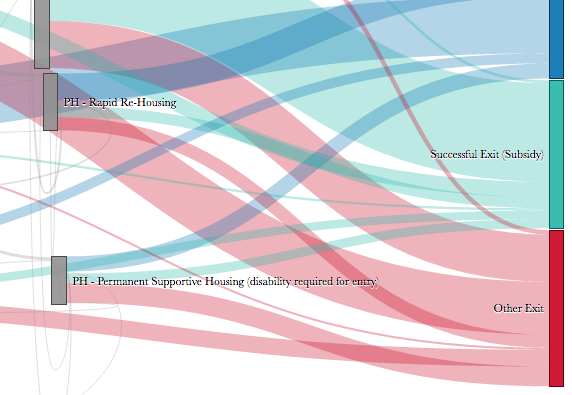 PH - Rapid Re-Housing
Successful Exit (Subsidy)
PH - Permanent Supportive Housing (disability required for entry)
Other Exit